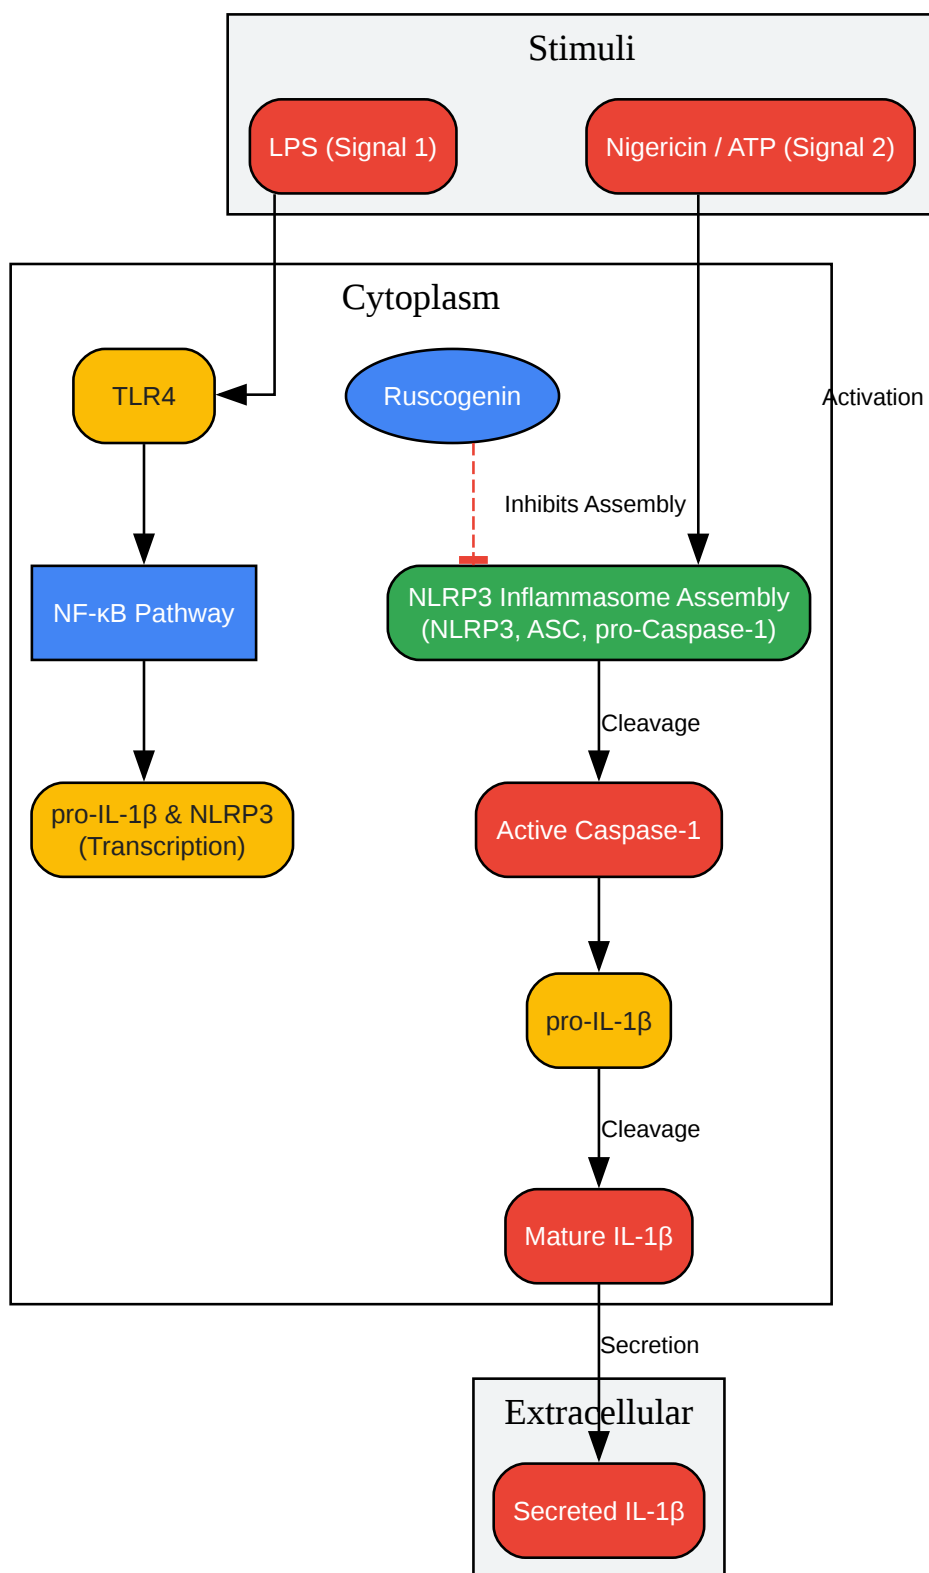 Stimuli
LPS (Signal 1)
Nigericin / ATP (Signal 2)
Cytoplasm
TLR4
Ruscogenin
Activation
Inhibits Assembly
NF-κB Pathway
NLRP3 Inflammasome Assembly
(NLRP3, ASC, pro-Caspase-1)
Cleavage
pro-IL-1β & NLRP3
(Transcription)
Active Caspase-1
pro-IL-1β
Cleavage
Mature IL-1β
Secretion
Extracellular
Secreted IL-1β